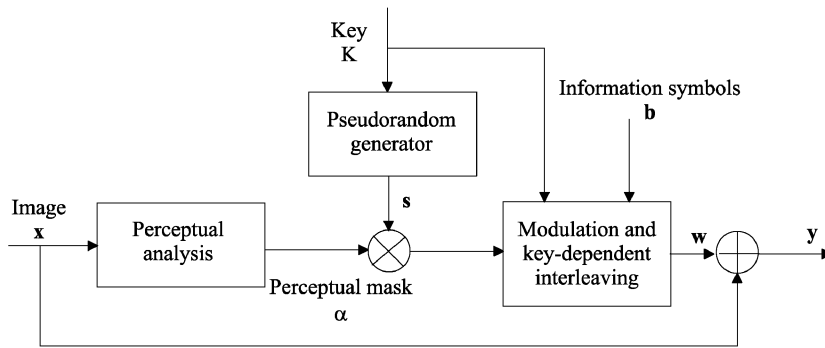 Key
K
Information symbols
b
Pseudorandom
generator
s
Image
x
Perceptual
analysis
Perceptual mask
α
Modulation and
key-dependent
interleaving
w
y